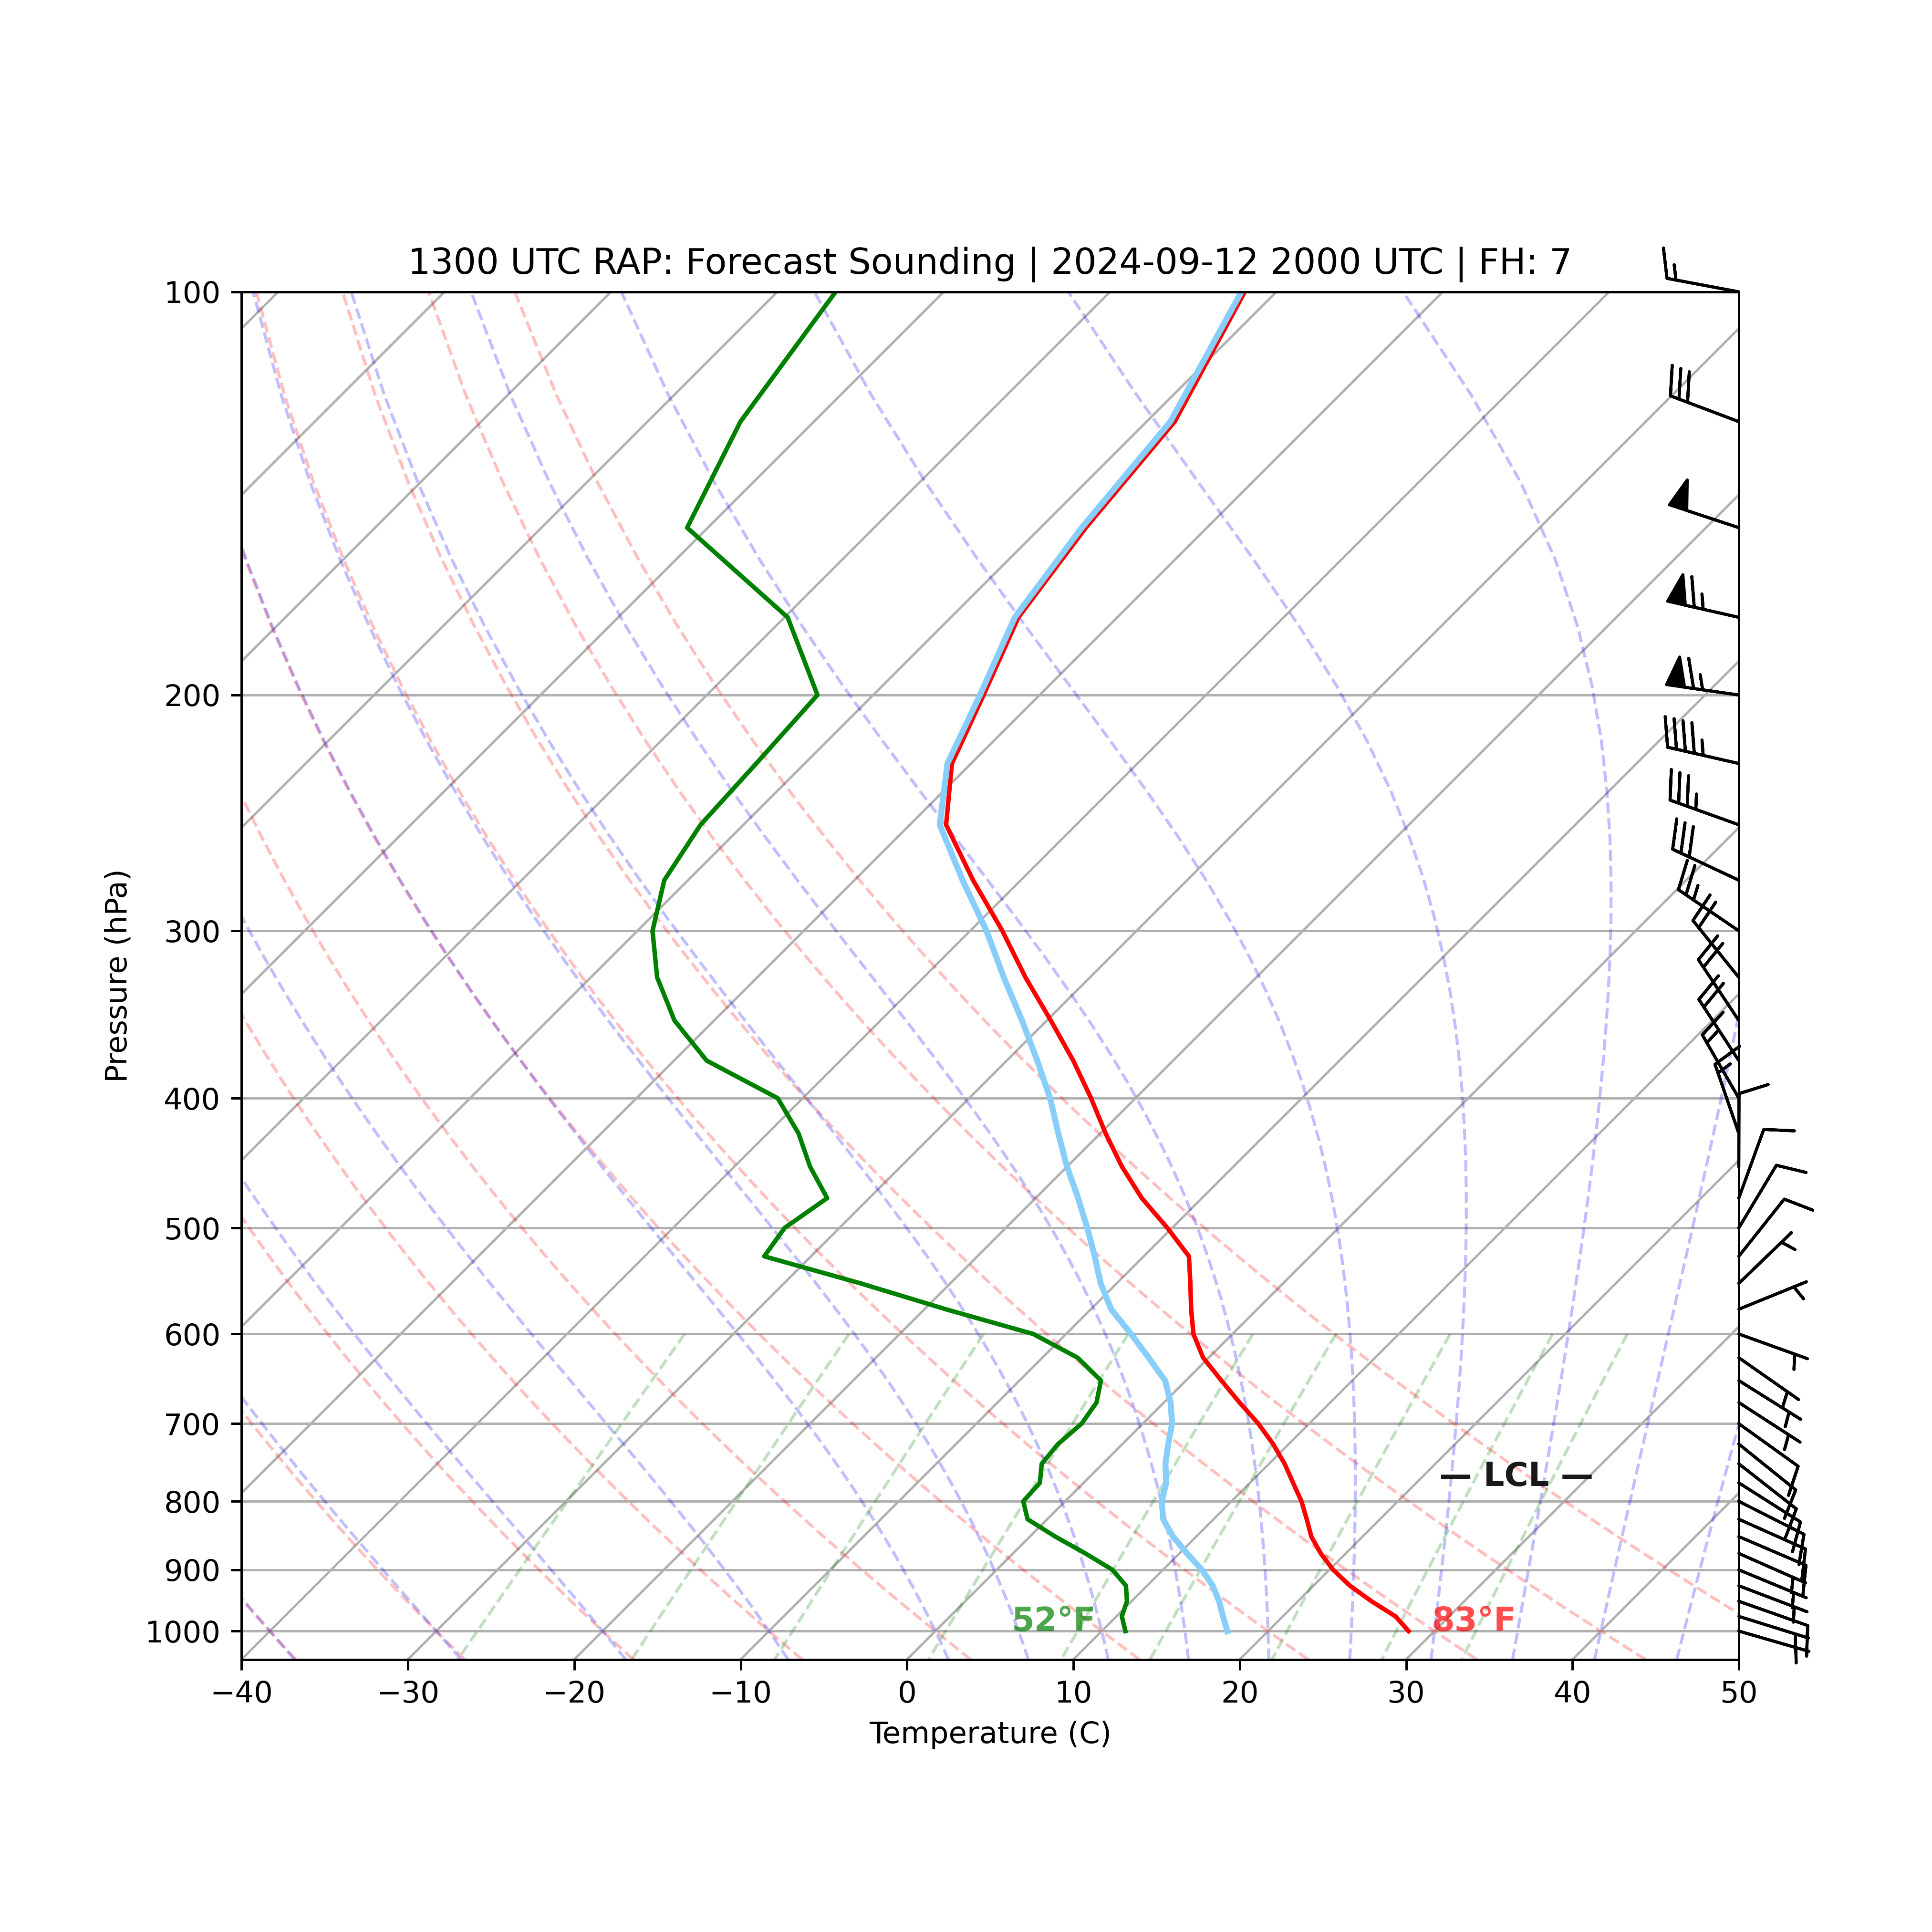 1300 UTC RAP: Forecast Sounding | 2024-09-12 2000 UTC | FH: 7
100
200
300
400
500
600
700
800
900
1000
Pressure (hPa)
— LCL —
52°F
83°F
−40 −30 −20 −10 0 10 20 30 40 50
Temperature (C)